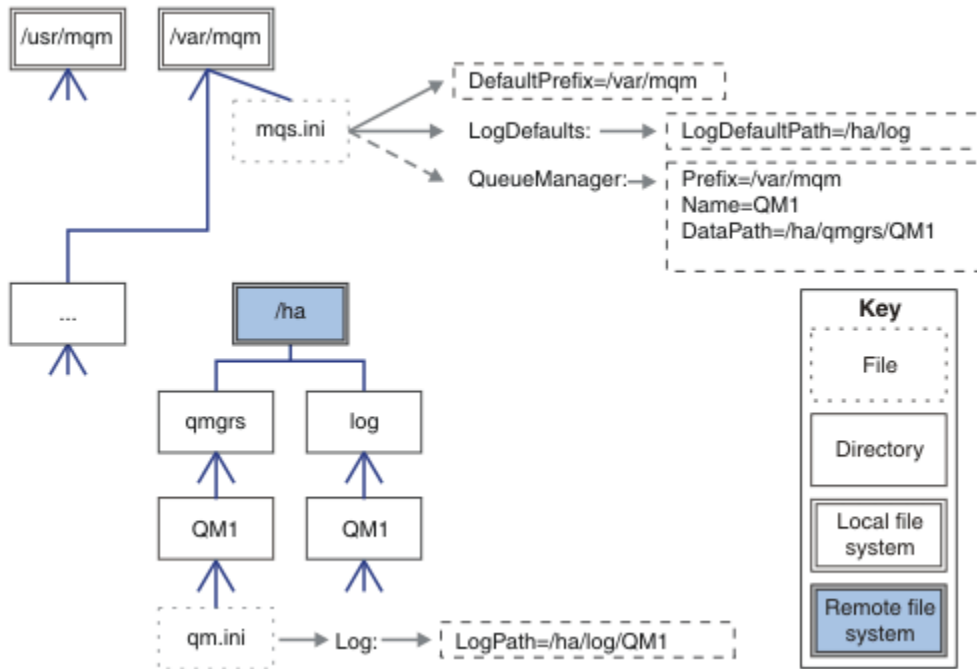 /usr/mqm
/var/mqm
mqs.ini
DefaultPrefix=/var/mqm
LogDefaults:
LogDefaultPath=/ha/log
QueueManager:
Prefix=/var/mqm
Name=QM1
DataPath=/ha/qmgrs/QM1
...
/ha
qmgrs
log
QM1
QM1
qm.ini
Log:
LogPath=/ha/log/QM1
Key
File
Directory
Local file
system
Remote file
system